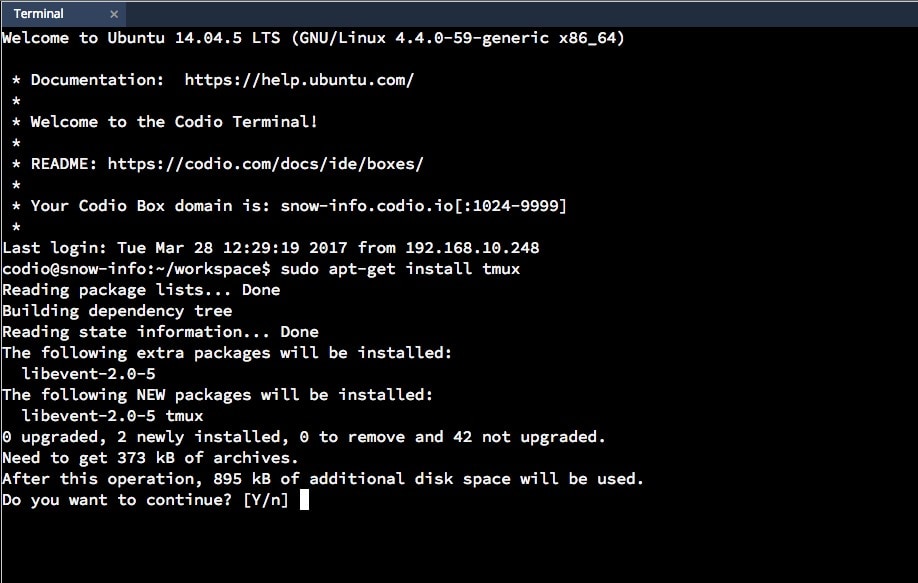 Terminal ×
Welcome to Ubuntu 14.04.5 LTS (GNU/Linux 4.4.0-59-generic x86_64)
* Documentation:  https://help.ubuntu.com/
*
* Welcome to the Codio Terminal!
*
* README: https://codio.com/docs/ide/boxes/
*
* Your Codio Box domain is: snow-info.codio.io[:1024-9999]
*
Last login: Tue Mar 28 12:29:19 2017 from 192.168.10.248
codio@snow-info:~/workspace$ sudo apt-get install tmux
Reading package lists... Done
Building dependency tree
Reading state information... Done
The following extra packages will be installed:
  libevent-2.0-5
The following NEW packages will be installed:
  libevent-2.0-5 tmux
0 upgraded, 2 newly installed, 0 to remove and 42 not upgraded.
Need to get 373 kB of archives.
After this operation, 895 kB of additional disk space will be used.
Do you want to continue? [Y/n]